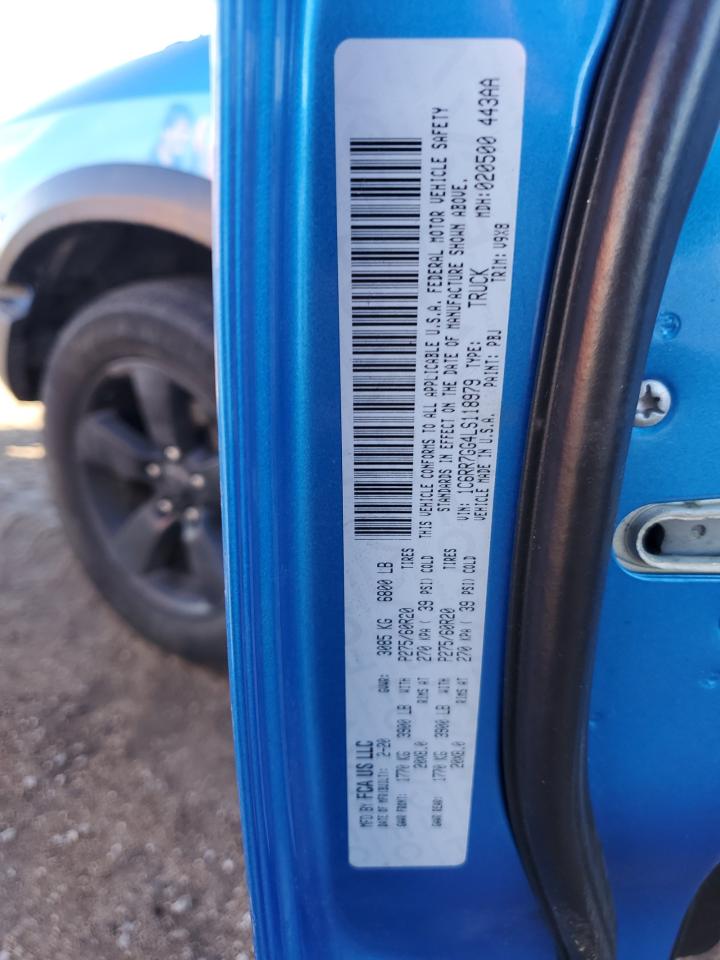 MFD BY FCA US LLC
DATE OF MFR(BUILT): 2-20 GVWR: 3085 KG 6800 LB
GAWR FRONT: 1770 KG 3900 LB WITH P275/60R20 TIRES
20X8.0 RIMS AT 270 KPA ( 39 PSI) COLD
GAWR REAR: 1770 KG 3900 LB WITH P275/60R20 TIRES
20X8.0 RIMS AT 270 KPA ( 39 PSI) COLD
THIS VEHICLE CONFORMS TO ALL APPLICABLE U.S.A. FEDERAL MOTOR VEHICLE SAFETY
STANDARDS IN EFFECT ON THE DATE OF MANUFACTURE SHOWN ABOVE.
VIN: 1C6RR7GG4LS118979 TYPE: TRUCK MDH:020500 443AA
VEHICLE MADE IN U.S.A. PAINT: PBJ TRIM: V9X8